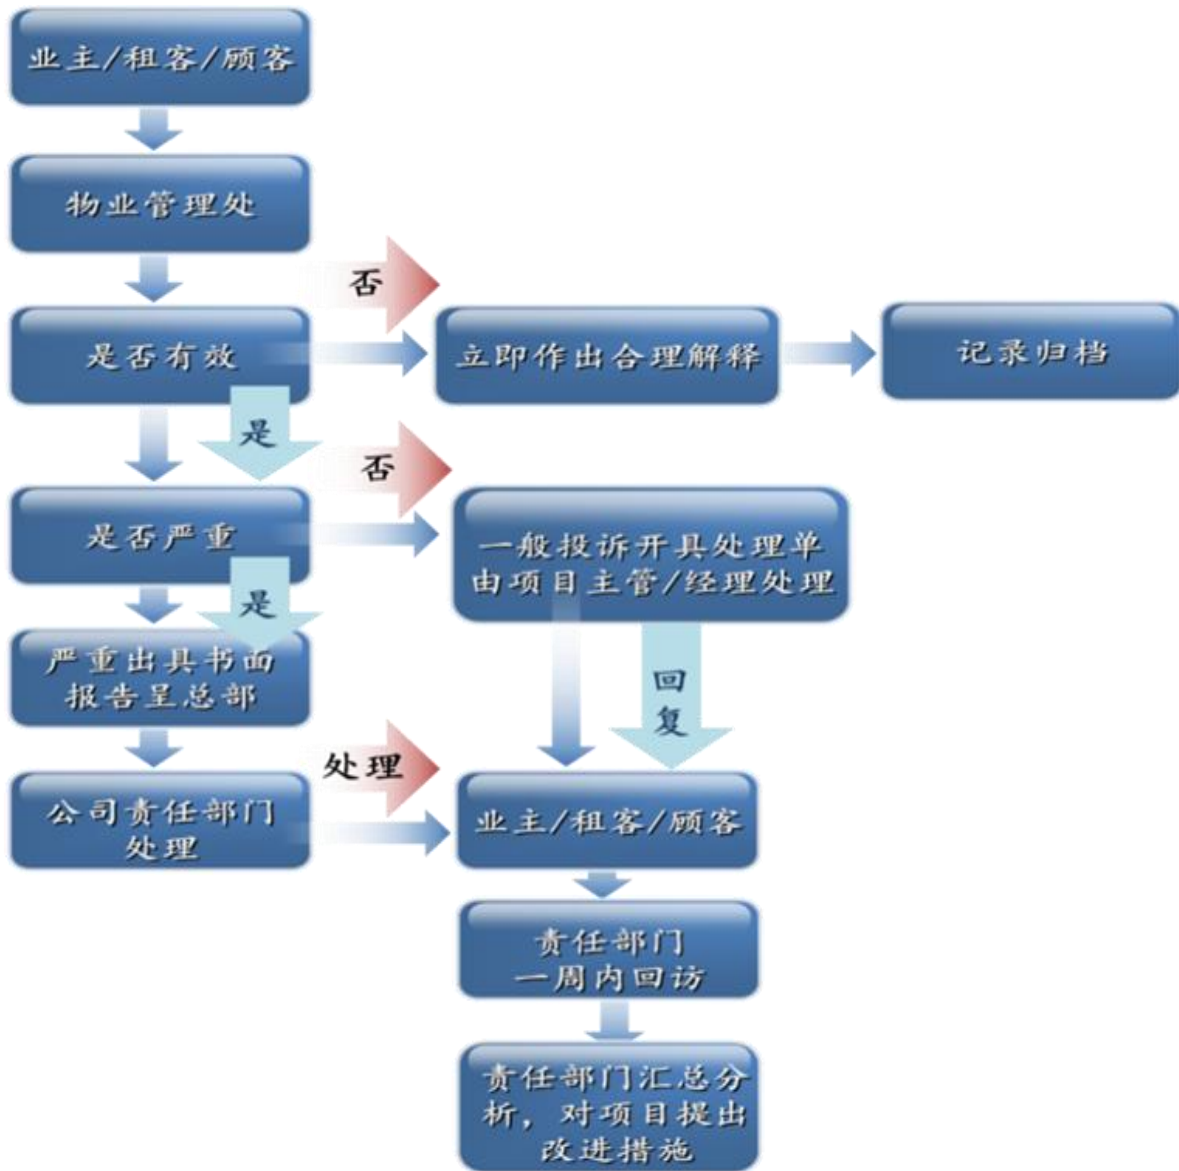 业主/租客/顾客
物业管理处
否
是否有效
立即作出合理解释
记录归档
是
否
是否严重
一般投诉开具处理单
由项目主管/经理处理
是
严重出具书面
报告呈总部
回
复
处理
公司责任部门
处理
业主/租客/顾客
责任部门
一周内回访
责任部门汇总分
析，对项目提出
改进措施